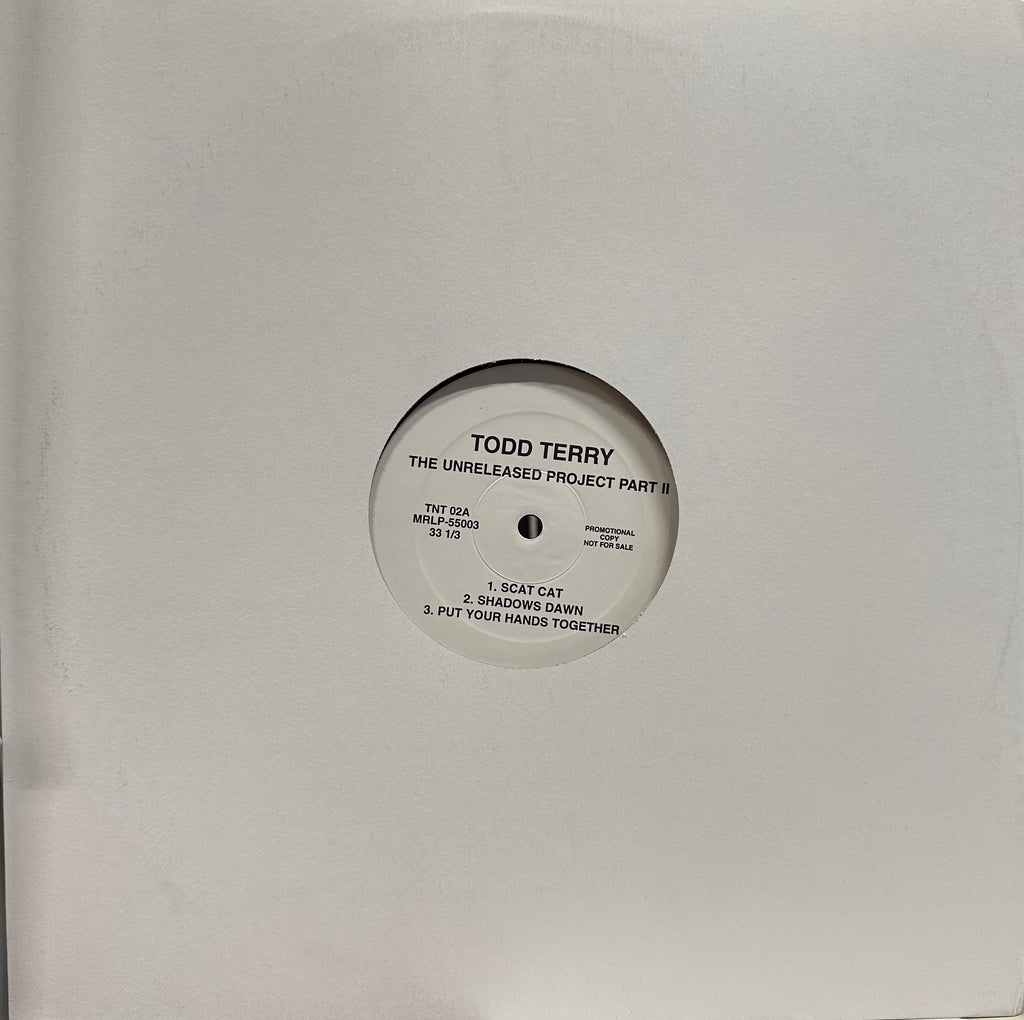 TODD TERRY
THE UNRELEASED PROJECT PART II
TNT 02A
MRLP-55003
33 1/3
PROMOTIONAL
COPY
NOT FOR SALE
1. SCAT CAT
2. SHADOWS DAWN
3. PUT YOUR HANDS TOGETHER